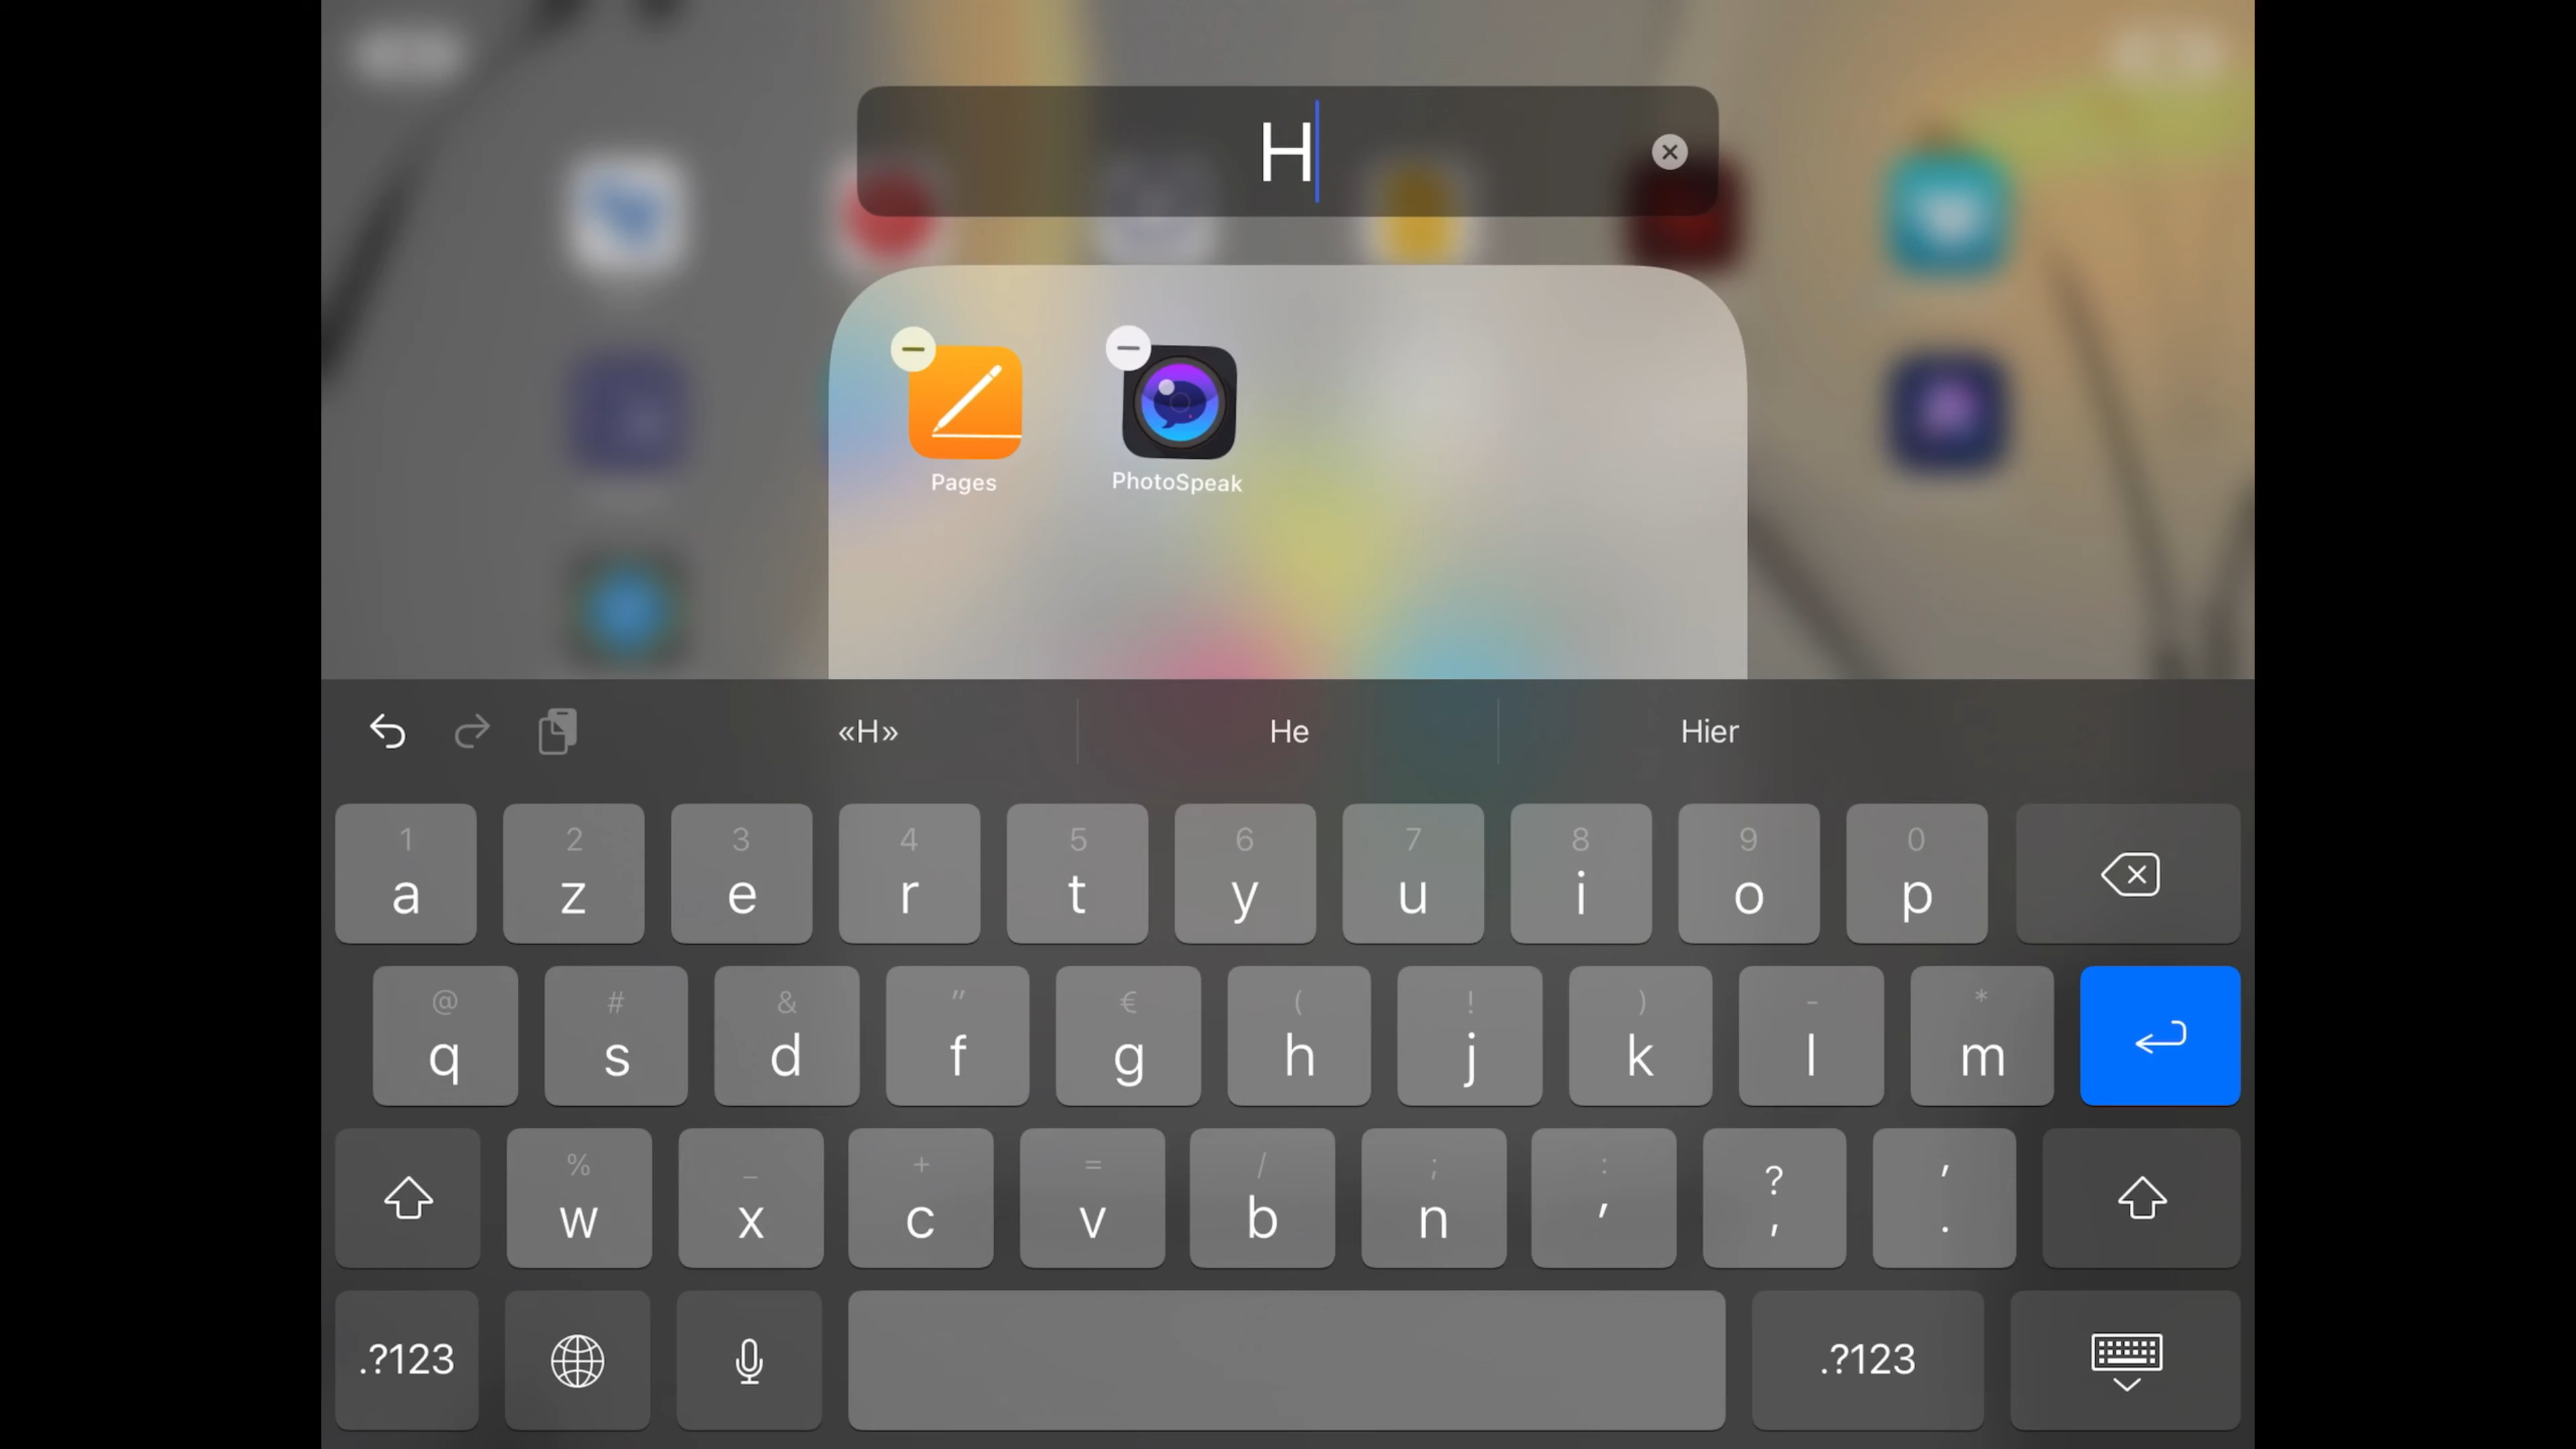 H
Pages
PhotoSpeak
«H» He Hier
1 2 3 4 5 6 7 8 9 0
a z e r t y u i o p
@ # & " € ( ! ) - *
q s d f g h j k l m
% _ + = / ; : ? '
w x c v b n ' , .
.?123 .?123